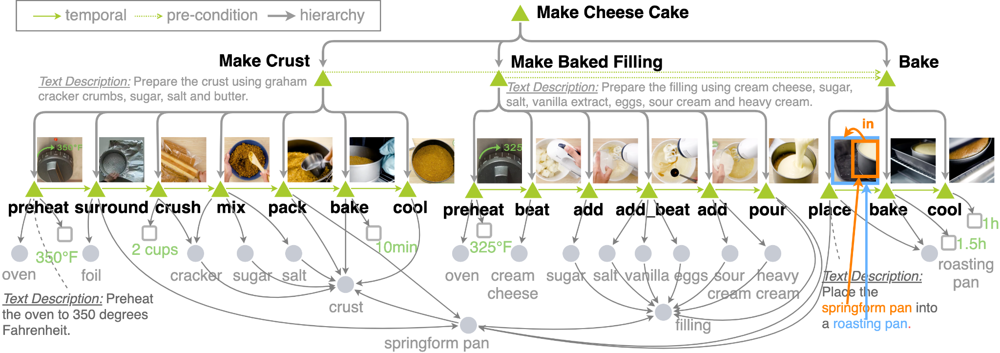 temporal pre-condition hierarchy
Make Cheese Cake
Make Crust
Make Baked Filling
Bake
Text Description: Prepare the crust using graham
cracker crumbs, sugar, salt and butter.
Text Description: Prepare the filling using cream cheese, sugar,
salt, vanilla extract, eggs, sour cream and heavy cream.
in
350°F
325
preheat surround crush mix pack bake cool preheat beat add add_beat add pour place bake cool
350°F
2 cups
10min
325°F
1h
1.5h
oven foil cracker sugar salt oven cream cheese sugar salt vanilla eggs sour cream heavy cream
roasting
pan
crust
filling
springform pan
Text Description: Preheat
the oven to 350 degrees
Fahrenheit.
Text Description:
Place the
springform pan into
a roasting pan.